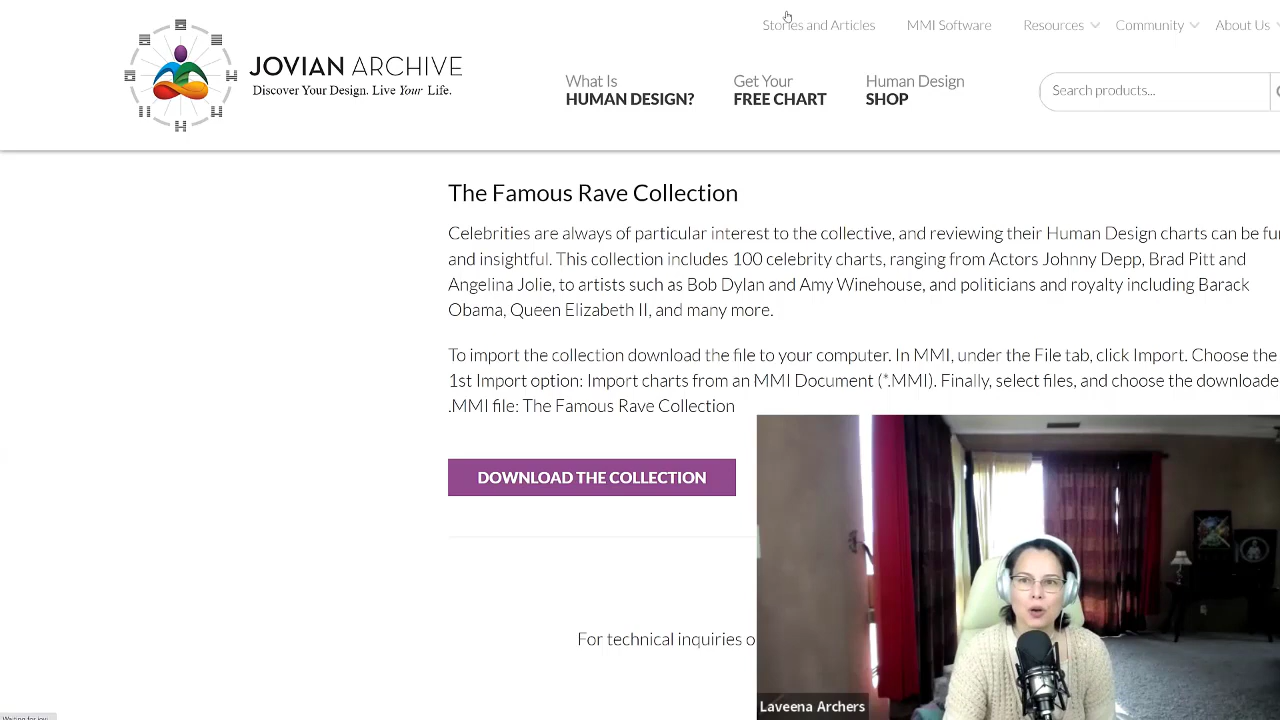 Stories and Articles
MMI Software
Resources
Community
About Us
JOVIAN ARCHIVE
Discover Your Design. Live Your Life.
What Is
HUMAN DESIGN?
Get Your
FREE CHART
Human Design
SHOP
Search products...
The Famous Rave Collection
Celebrities are always of particular interest to the collective, and reviewing their Human Design charts can be fu
and insightful. This collection includes 100 celebrity charts, ranging from Actors Johnny Depp, Brad Pitt and
Angelina Jolie, to artists such as Bob Dylan and Amy Winehouse, and politicians and royalty including Barack
Obama, Queen Elizabeth II, and many more.
To import the collection download the file to your computer. In MMI, under the File tab, click Import. Choose the
1st Import option: Import charts from an MMI Document (*.MMI). Finally, select files, and choose the downloade
.MMI file: The Famous Rave Collection
DOWNLOAD THE COLLECTION
For technical inquiries o
Laveena Archers